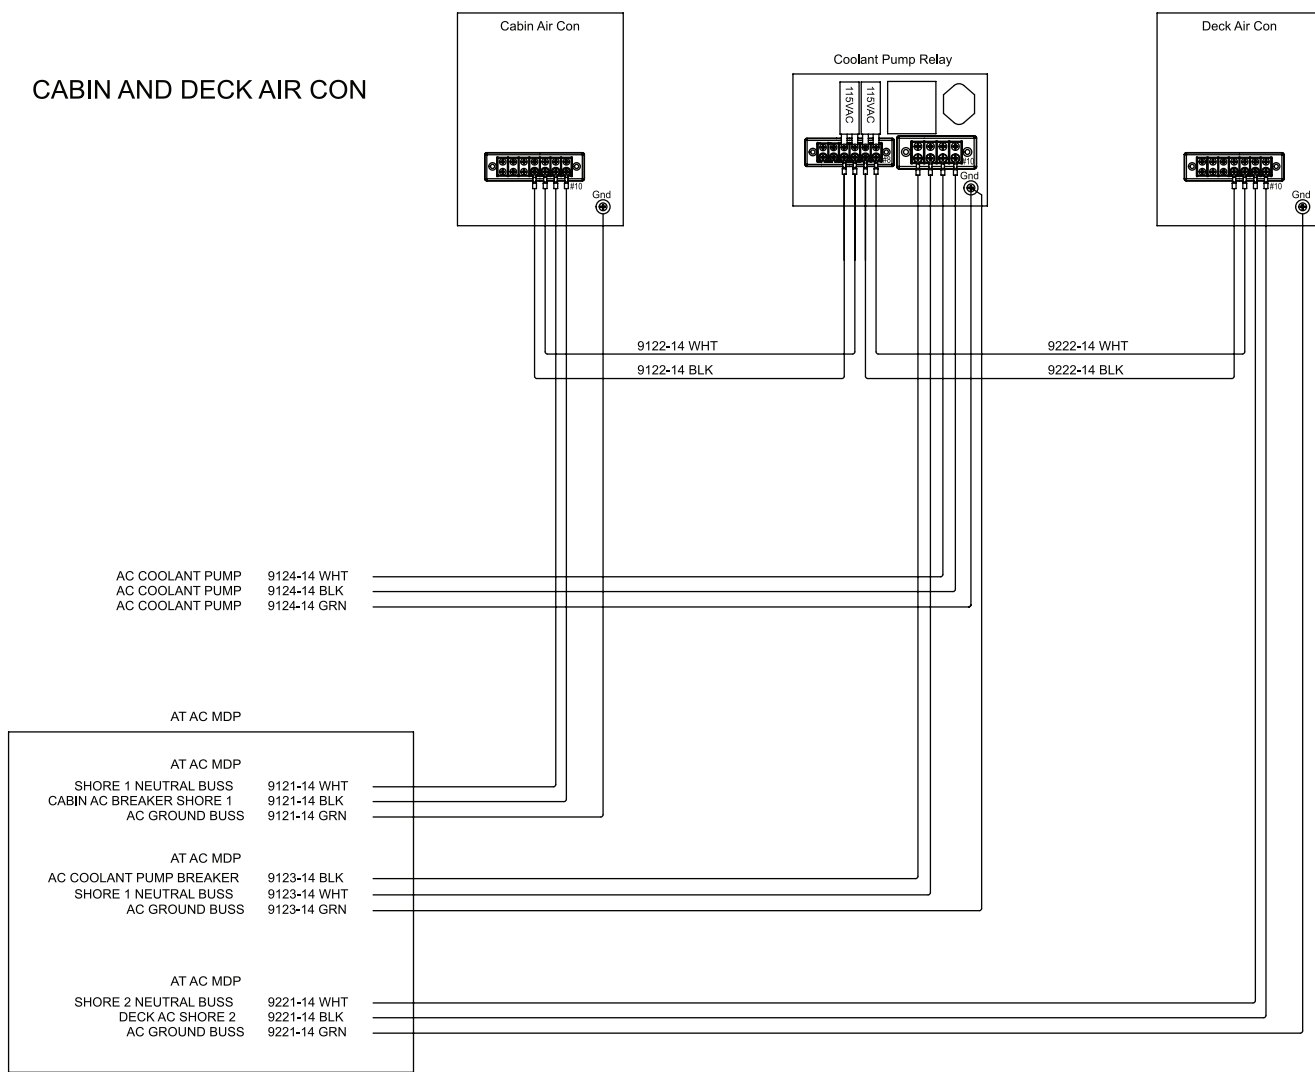 Cabin Air Con
Deck Air Con
CABIN AND DECK AIR CON
Coolant Pump Relay
115VAC
115VAC
#8
#10
Gnd
#10
Gnd
#10
Gnd
9122-14 WHT
9222-14 WHT
9122-14 BLK
9222-14 BLK
AC COOLANT PUMP 9124-14 WHT
AC COOLANT PUMP 9124-14 BLK
AC COOLANT PUMP 9124-14 GRN
AT AC MDP
AT AC MDP
SHORE 1 NEUTRAL BUSS 9121-14 WHT
CABIN AC BREAKER SHORE 1 9121-14 BLK
AC GROUND BUSS 9121-14 GRN
AT AC MDP
AC COOLANT PUMP BREAKER 9123-14 BLK
SHORE 1 NEUTRAL BUSS 9123-14 WHT
AC GROUND BUSS 9123-14 GRN
AT AC MDP
SHORE 2 NEUTRAL BUSS 9221-14 WHT
DECK AC SHORE 2 9221-14 BLK
AC GROUND BUSS 9221-14 GRN